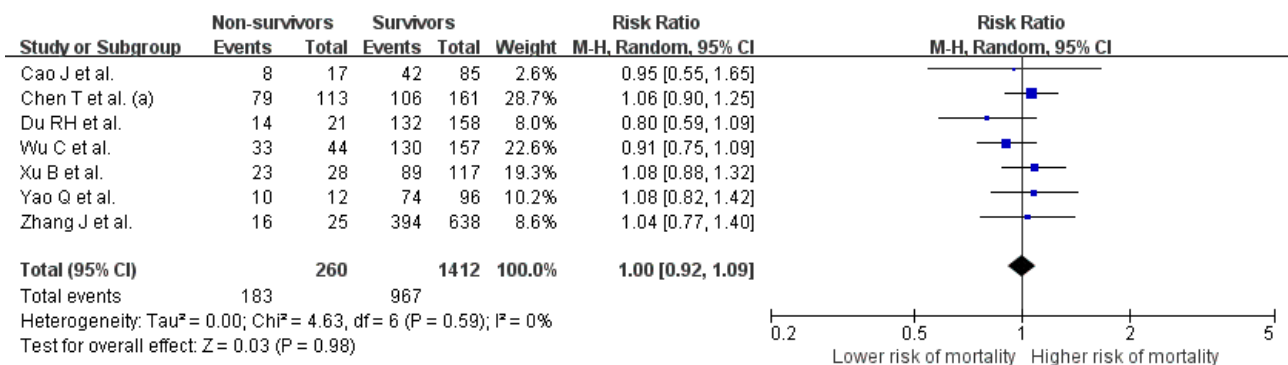 Non-survivors Survivors Risk Ratio Risk Ratio
Study or Subgroup Events Total Events Total Weight M-H, Random, 95% CI M-H, Random, 95% CI
Cao J et al. 8 17 42 85 2.6% 0.95 [0.55, 1.65]
Chen T et al. (a) 79 113 106 161 28.7% 1.06 [0.90, 1.25]
Du RH et al. 14 21 132 158 8.0% 0.80 [0.59, 1.09]
Wu C et al. 33 44 130 157 22.6% 0.91 [0.75, 1.09]
Xu B et al. 23 28 89 117 19.3% 1.08 [0.88, 1.32]
Yao Q et al. 10 12 74 96 10.2% 1.08 [0.82, 1.42]
Zhang J et al. 16 25 394 638 8.6% 1.04 [0.77, 1.40]
Total (95% CI) 260 1412 100.0% 1.00 [0.92, 1.09]
Total events 183 967
Heterogeneity: Tau² = 0.00; Chi² = 4.63, df = 6 (P = 0.59); I² = 0%
Test for overall effect: Z = 0.03 (P = 0.98)
0.2 0.5 1 2 5
Lower risk of mortality Higher risk of mortality